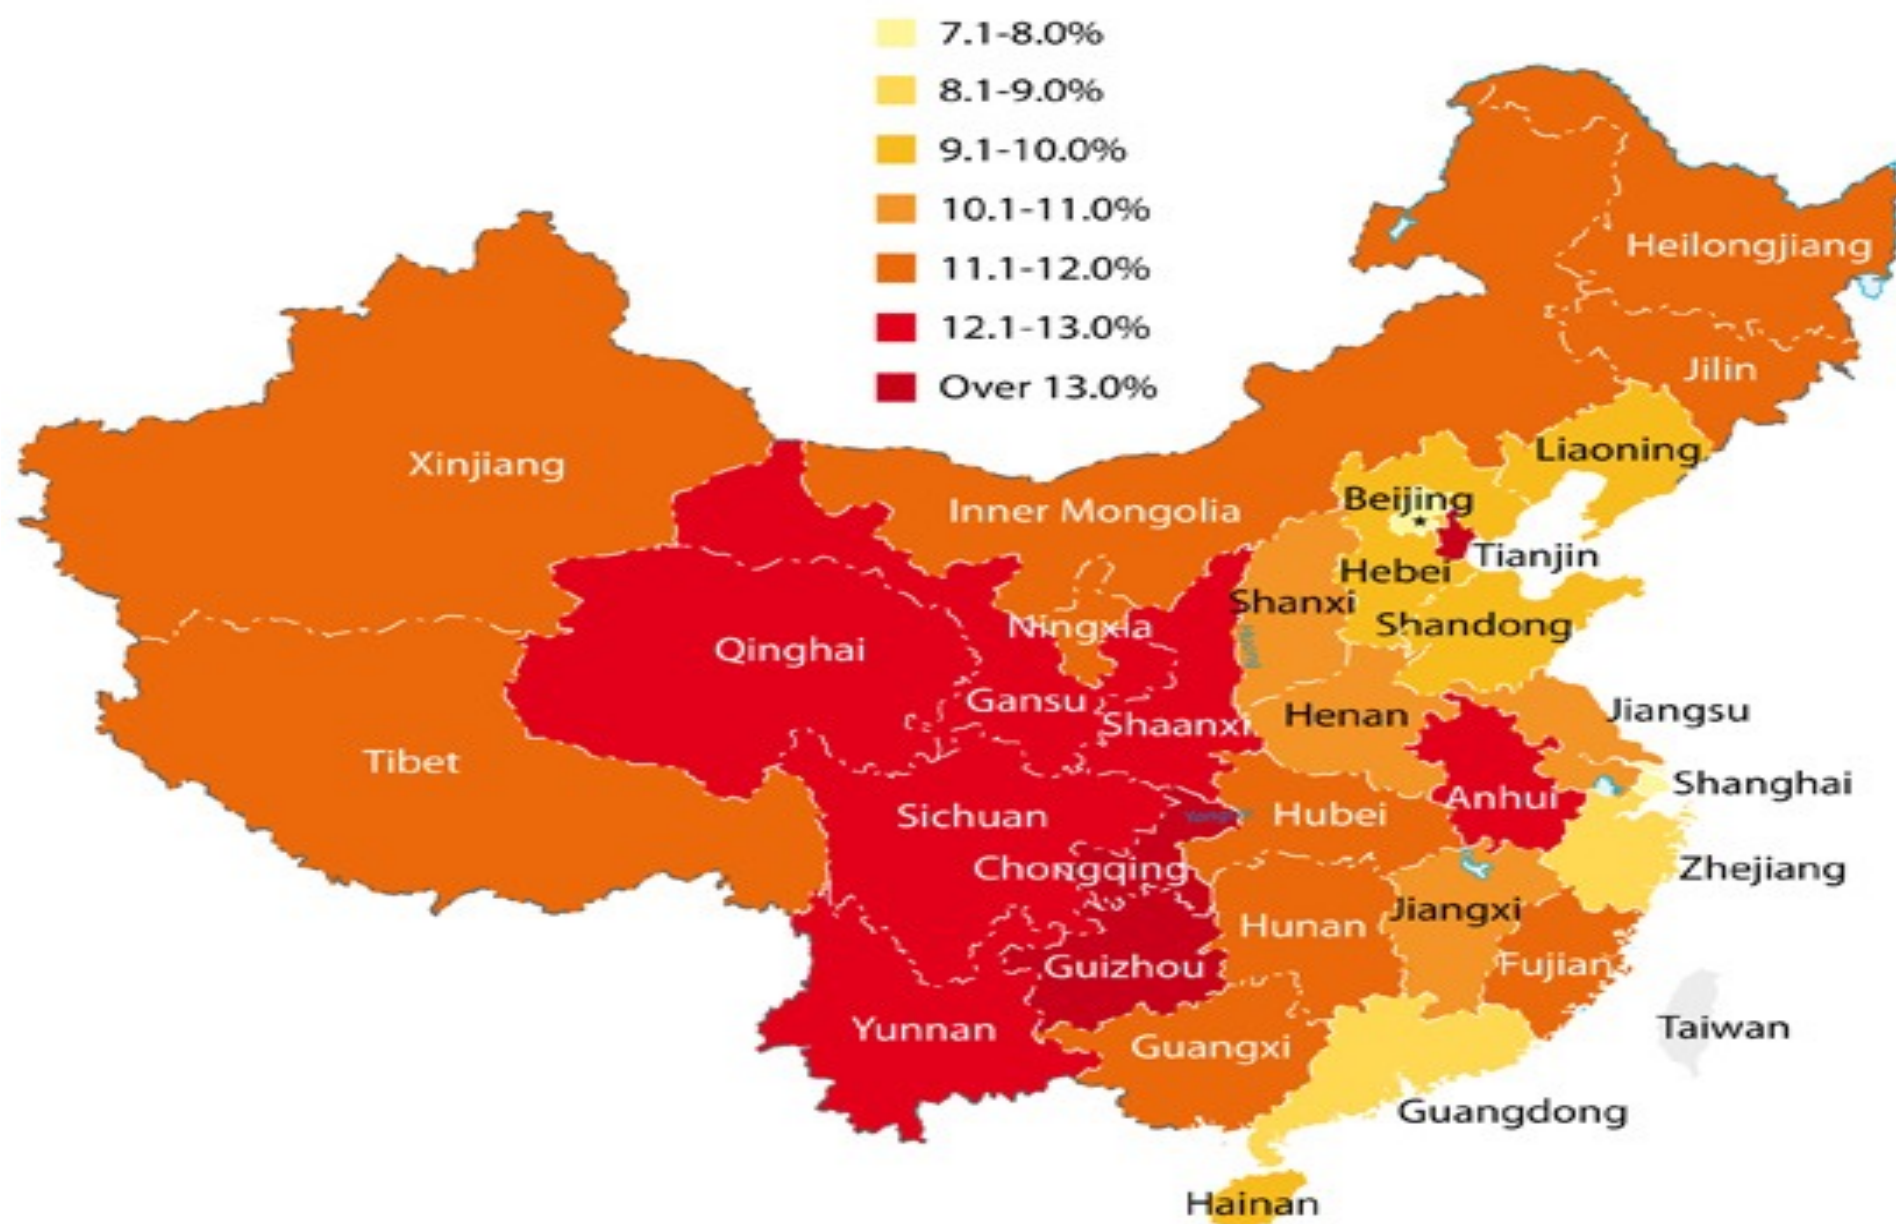 7.1-8.0%
8.1-9.0%
9.1-10.0%
10.1-11.0%
11.1-12.0%
12.1-13.0%
Over 13.0%
Heilongjiang
Jilin
Liaoning
Xinjiang
Inner Mongolia
Beijing
Tianjin
Hebei
Shanxi
Ningxia
Shandong
Qinghai
Gansu
Shaanxi
Henan
Jiangsu
Tibet
Shanghai
Anhui
Sichuan
Hubei
Chongqing
Zhejiang
Jiangxi
Hunan
Guizhou
Fujian
Yunnan
Guangxi
Taiwan
Guangdong
Hainan